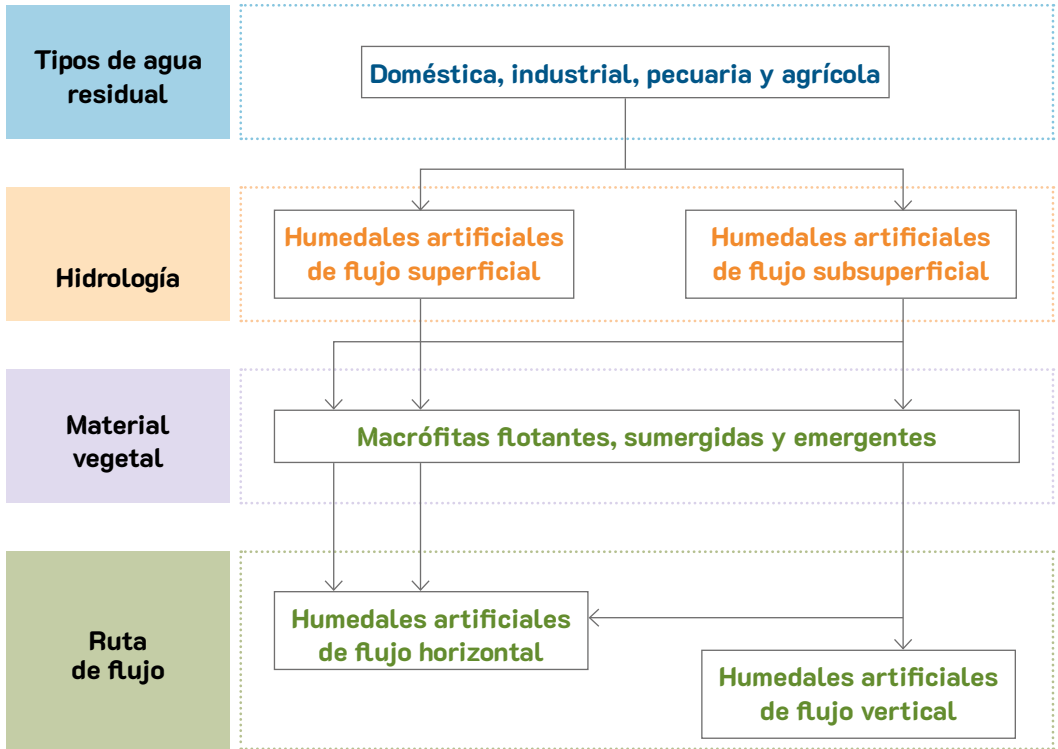 Tipos de agua
residual
Doméstica, industrial, pecuaria y agrícola
Hidrología
Humedales artificiales
de flujo superficial
Humedales artificiales
de flujo subsuperficial
Material
vegetal
Macrófitas flotantes, sumergidas y emergentes
Ruta
de flujo
Humedales artificiales
de flujo horizontal
Humedales artificiales
de flujo vertical